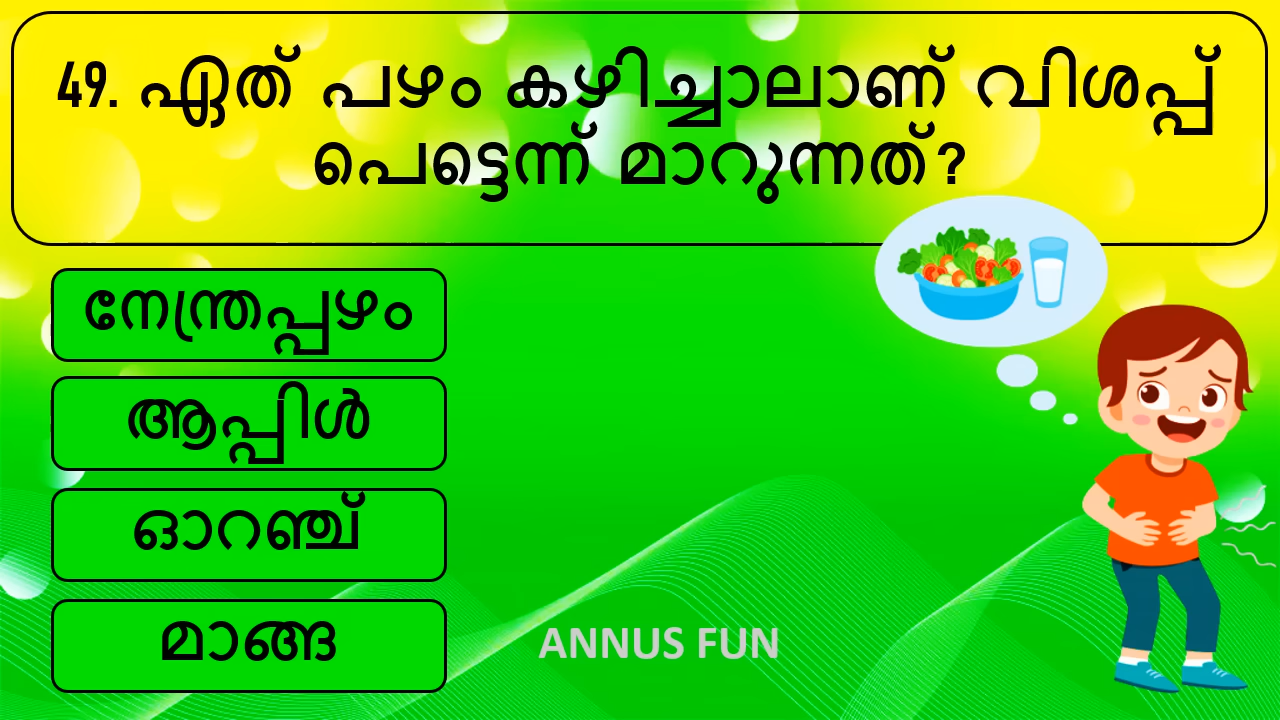 49. ഏത് പഴം കഴിച്ചാലാണ് വിശപ്പ്
പെട്ടെന്ന് മാറുന്നത്?
നേന്ത്രപ്പഴം
ആപ്പിൾ
ഓറഞ്ച്
മാങ്ങ
ANNUS FUN